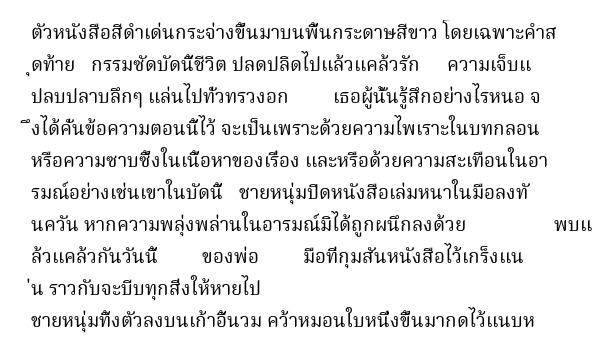 ตัวหนังสือสีดำเด่นกระจ่างขึ้นมาบนพื้นกระดาษสีขาว โดยเฉพาะคำส
ุดท้าย กรรมซัดบัดนี้ชีวิต ปลดปลิดไปแล้วแคล้วรัก ความเจ็บแ
ปลบปลาบลึกๆ แล่นไปทั่วทรวงอก เธอผู้นั้นรู้สึกอย่างไรหนอ จ
ึงได้คั่นข้อความตอนนี้ไว้ จะเป็นเพราะด้วยความไพเราะในบทกลอน
หรือความซาบซึ้งในเนื้อหาของเรื่อง และหรือด้วยความสะเทือนในอา
รมณ์อย่างเช่นเขาในบัดนี้ ชายหนุ่มปิดหนังสือเล่มหนาในมือลงทั
นควัน หากความพลุ่งพล่านในอารมณ์มิได้ถูกผนึกลงด้วย พบแ
ล้วแคล้วกันวันนี้ ของพ่อ มือที่กุมสันหนังสือไว้เกร็งแน
่น ราวกับจะบีบทุกสิ่งให้หายไป
ชายหนุ่มทิ้งตัวลงบนเก้าอี้นวม คว้าหมอนใบหนึ่งขึ้นมากดไว้แนบห